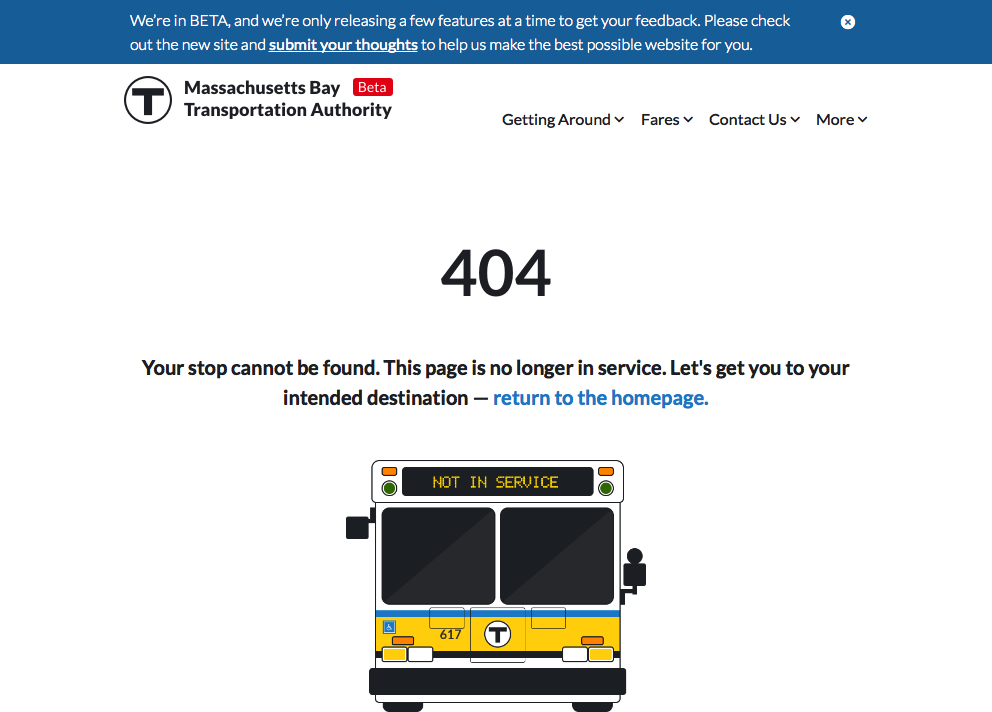 We're in BETA, and we're only releasing a few features at a time to get your feedback. Please check
out the new site and submit your thoughts to help us make the best possible website for you.
T
Massachusetts Bay Beta
Transportation Authority
Getting Around Fares Contact Us More
404
Your stop cannot be found. This page is no longer in service. Let's get you to your
intended destination — return to the homepage.
NOT IN SERVICE
617
T